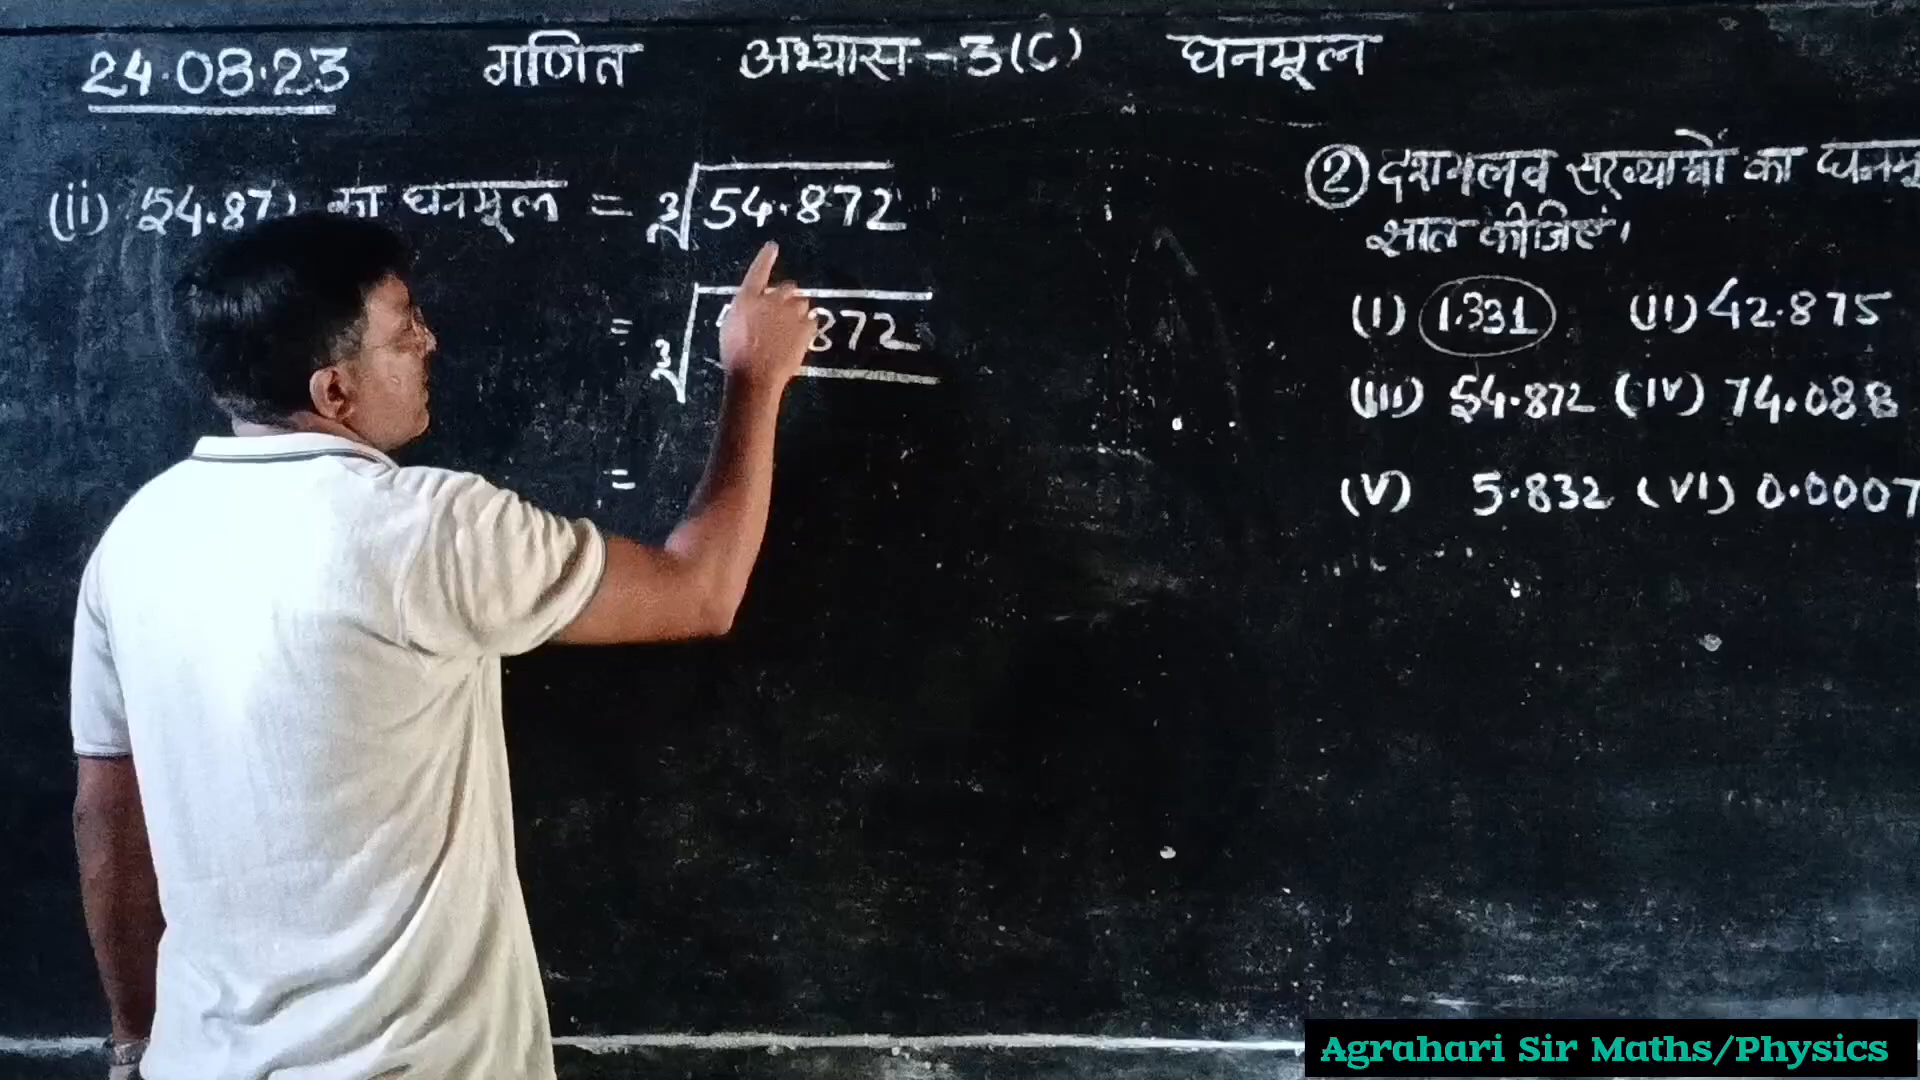 24.08.23 गणित अभ्यास-3(C) घनमूल
(ii) 54.87 का घनमूल = ∛54.872
= ∛ 872
=
② दशमलव संख्याओं का घनमू
ज्ञात कीजिए।
(I) 1.331 (II) 42.875
(III) 54.872 (IV) 74.088
(V) 5.832 (VI) 0.0007
Agrahari Sir Maths/Physics